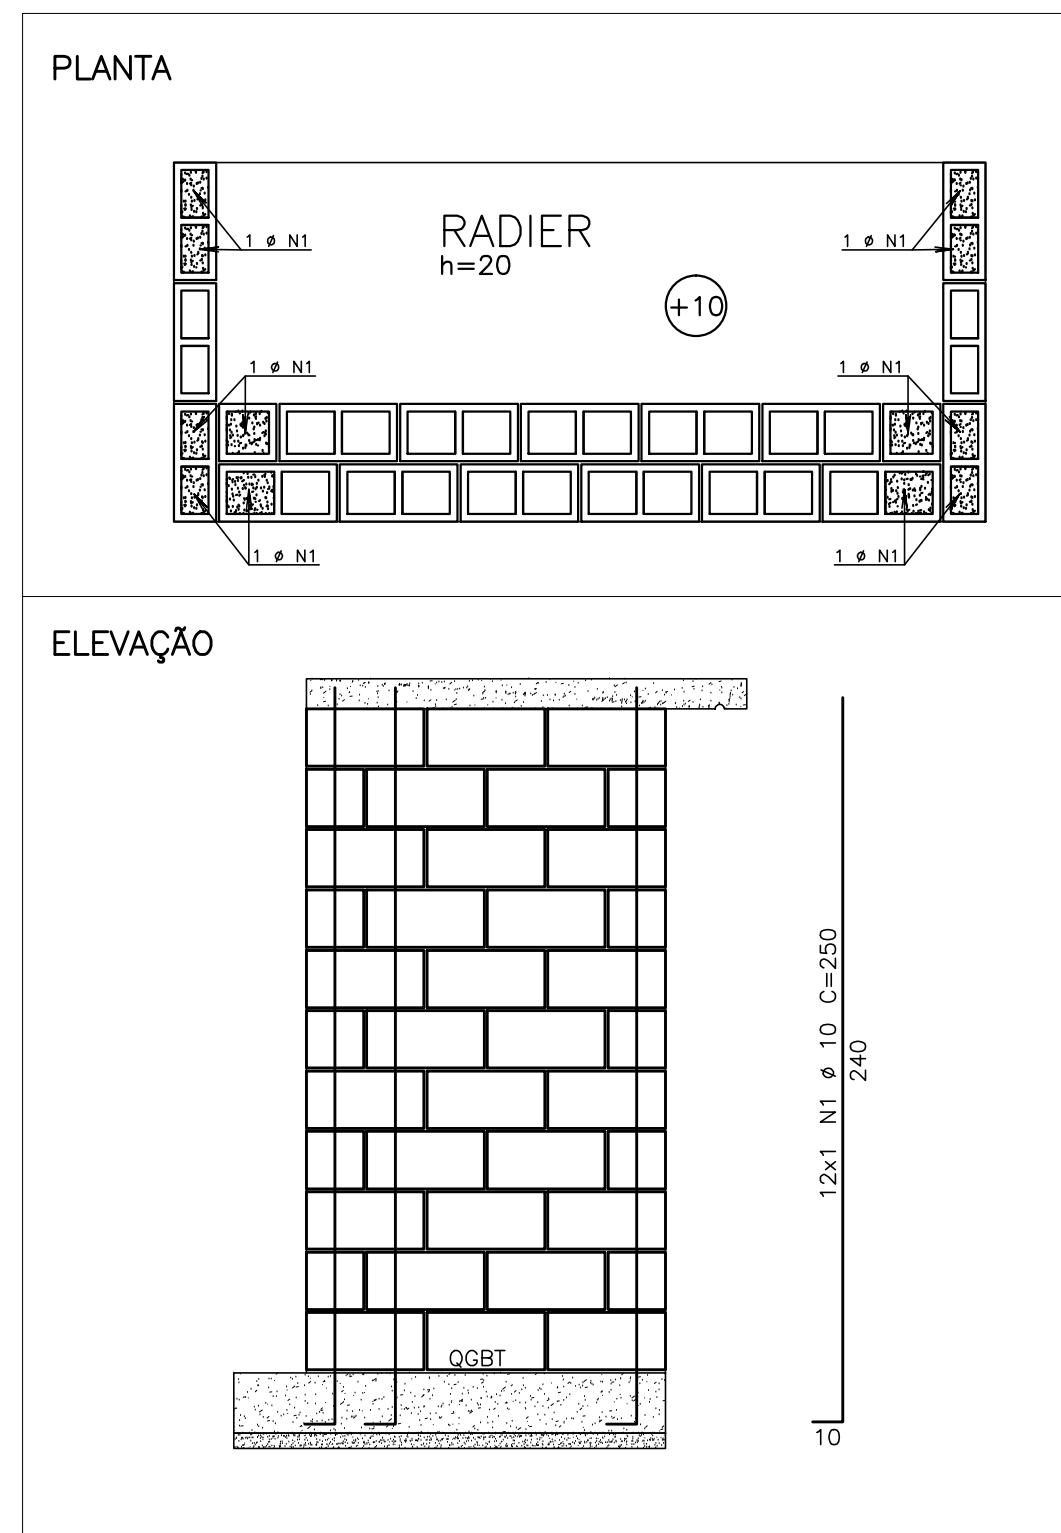 PLANTA
RADIER
h=20
1 ø N1
1 ø N1
+10
1 ø N1
1 ø N1
1 ø N1
1 ø N1
ELEVAÇÃO
12x1 N1 ø 10 C=250
240
QGBT
10